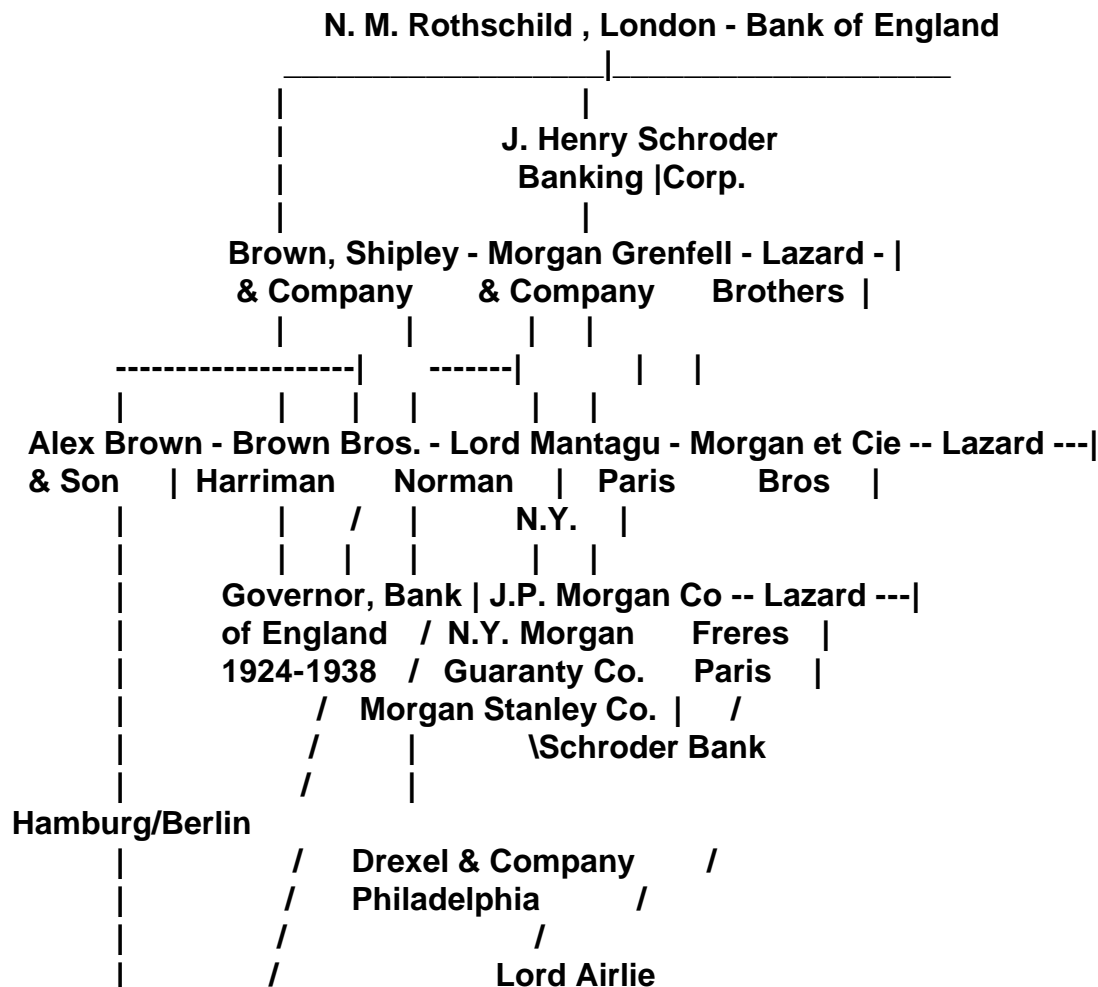 N. M. Rothschild , London - Bank of England
__________________|___________________
| |
| J. Henry Schroder
| Banking |Corp.
| |
Brown, Shipley - Morgan Grenfell - Lazard - |
& Company & Company Brothers |
| | | |
--------------------| -------| | |
| | | | | |
Alex Brown - Brown Bros. - Lord Mantagu - Morgan et Cie -- Lazard ---|
& Son | Harriman Norman | Paris Bros |
| | / | N.Y. |
| | | | | |
| Governor, Bank | J.P. Morgan Co -- Lazard ---|
| of England / N.Y. Morgan Freres |
| 1924-1938 / Guaranty Co. Paris |
| / Morgan Stanley Co. | /
| / | \Schroder Bank
| / |
Hamburg/Berlin
| / Drexel & Company /
| / Philadelphia /
| / /
| / Lord Airlie